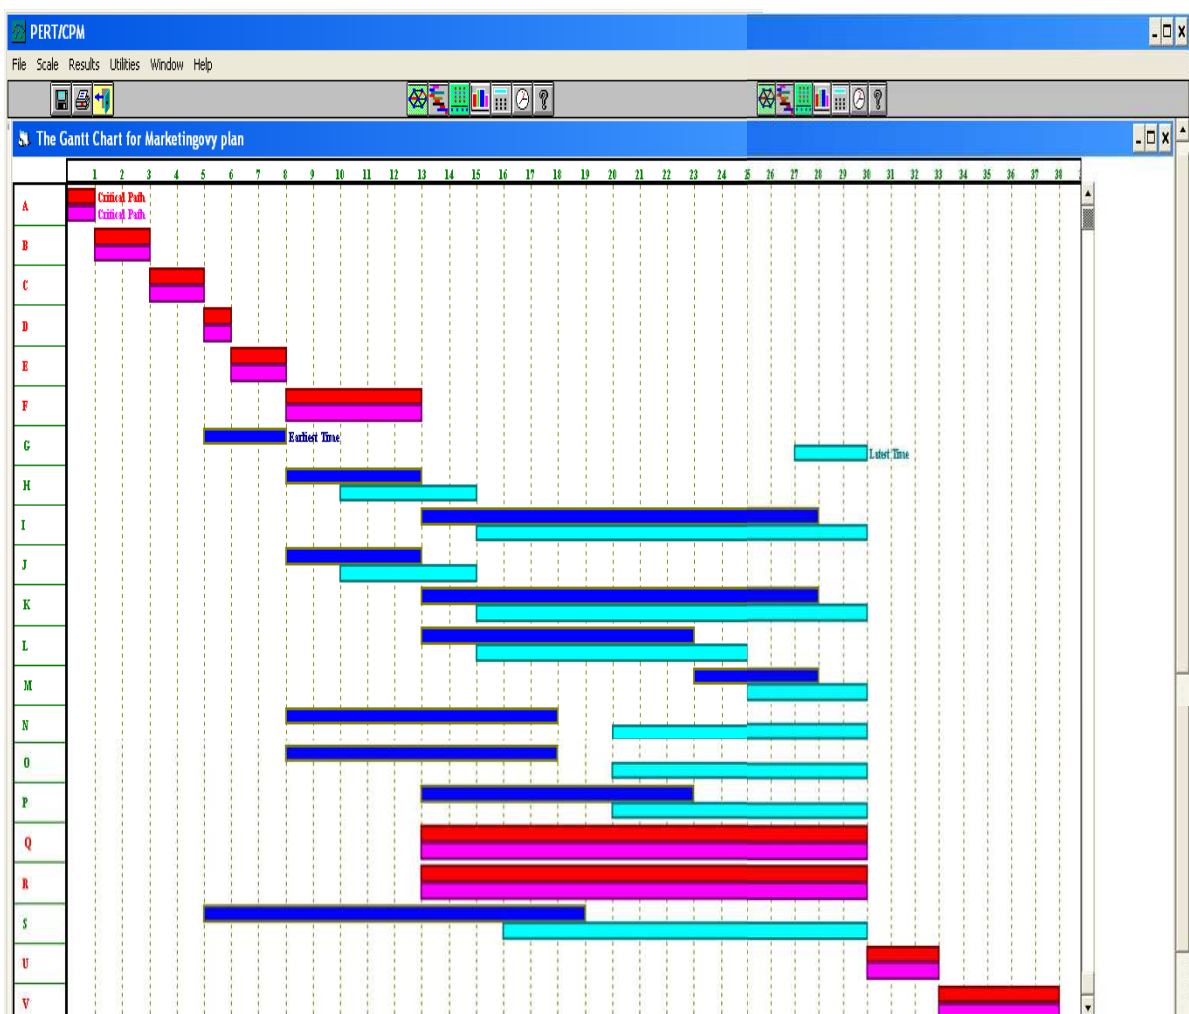 PERT/CPM
File Scale Results Utilities Window Help
The Gantt Chart for Marketingovy plan
1 2 3 4 5 6 7 8 9 10 11 12 13 14 15 16 17 18 19 20 21 22 23 24 25 26 27 28 29 30 31 32 33 34 35 36 37 38
A Critical Path
Critical Path
B
C
D
E
F
G Earliest Time Latest Time
H
I
J
K
L
M
N
O
P
Q
R
S
U
V